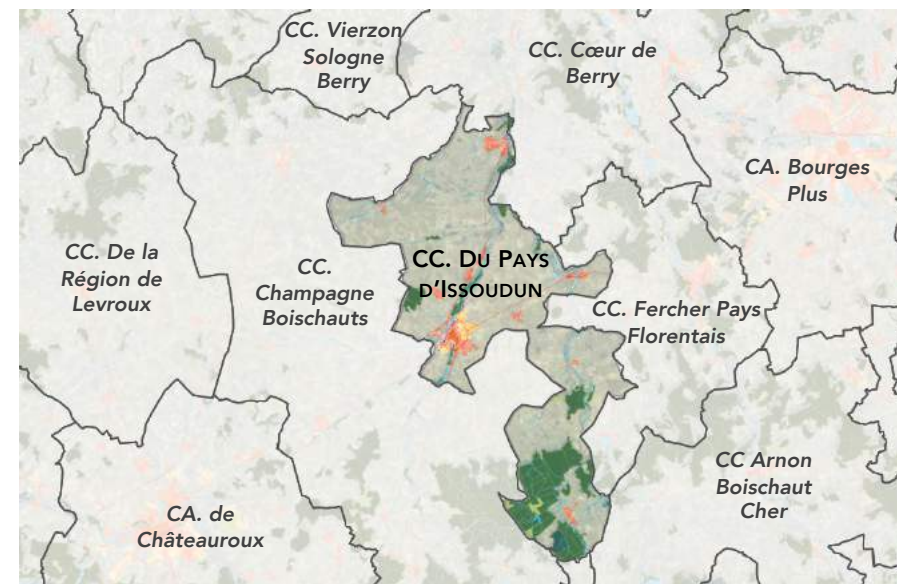 CC. Vierzon
Sologne
Berry
CC. Cœur de
Berry
CA. Bourges
Plus
CC. De la
Région de
Levroux
CC.
Champagne
Boischauts
CC. Du Pays
d'Issoudun
CC. Fercher Pays
Florentais
CC Arnon
Boischaut
Cher
CA. de
Châteauroux